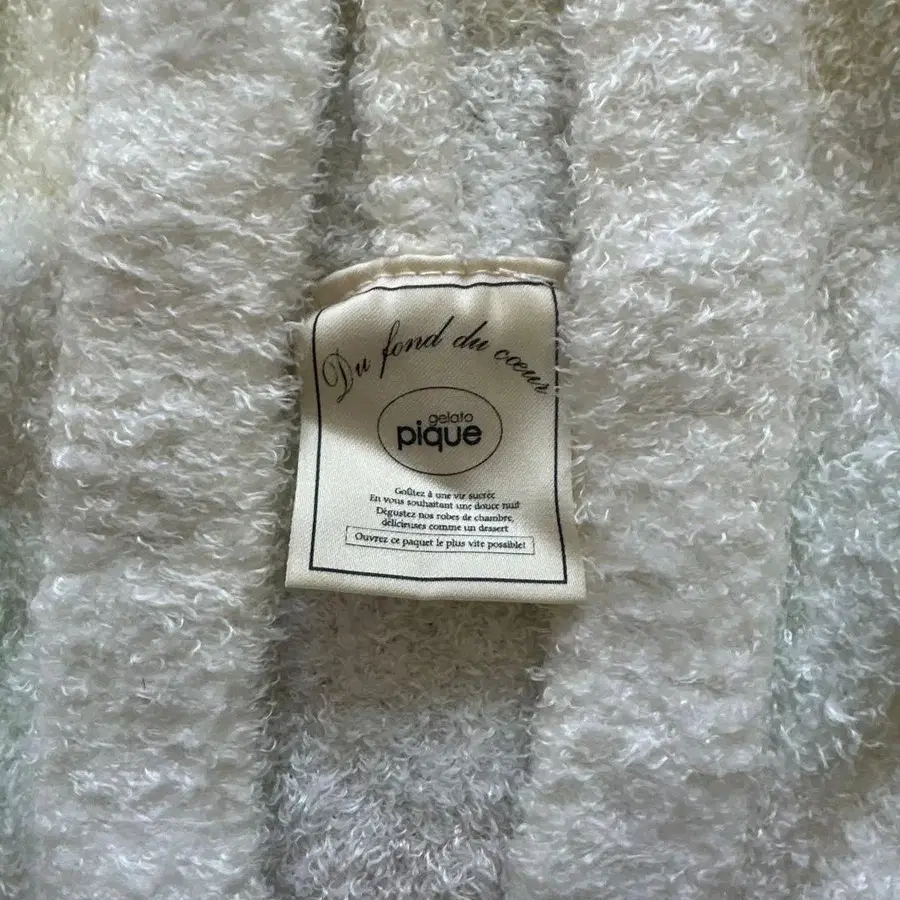 Du fond du cœur
gelato
pique
Goûtez à une vie sucrée
En vous souhaitant une douce nuit
Dégustez nos robes de chambre,
délicieuses comme un dessert
Ouvrez ce paquet le plus vite possible!